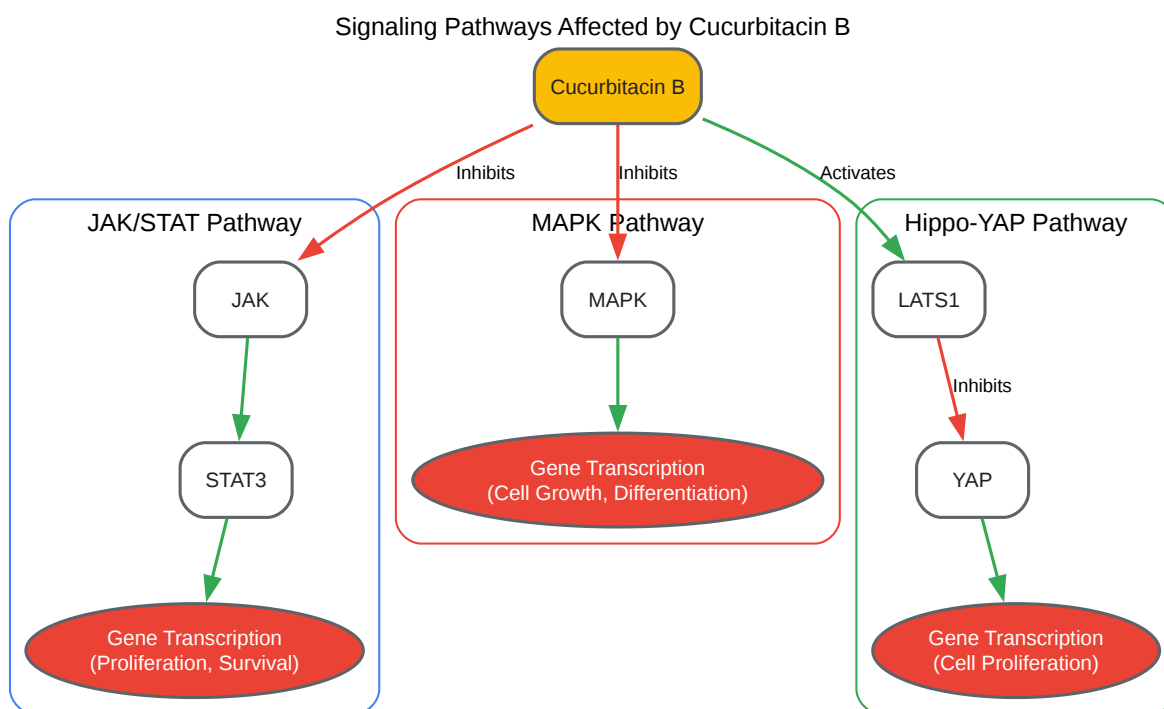 Signaling Pathways Affected by Cucurbitacin B
Cucurbitacin B
Inhibits
Inhibits
Activates
JAK/STAT Pathway
MAPK Pathway
Hippo-YAP Pathway
JAK
MAPK
LATS1
Inhibits
STAT3
Gene Transcription
(Cell Growth, Differentiation)
YAP
Gene Transcription
(Proliferation, Survival)
Gene Transcription
(Cell Proliferation)